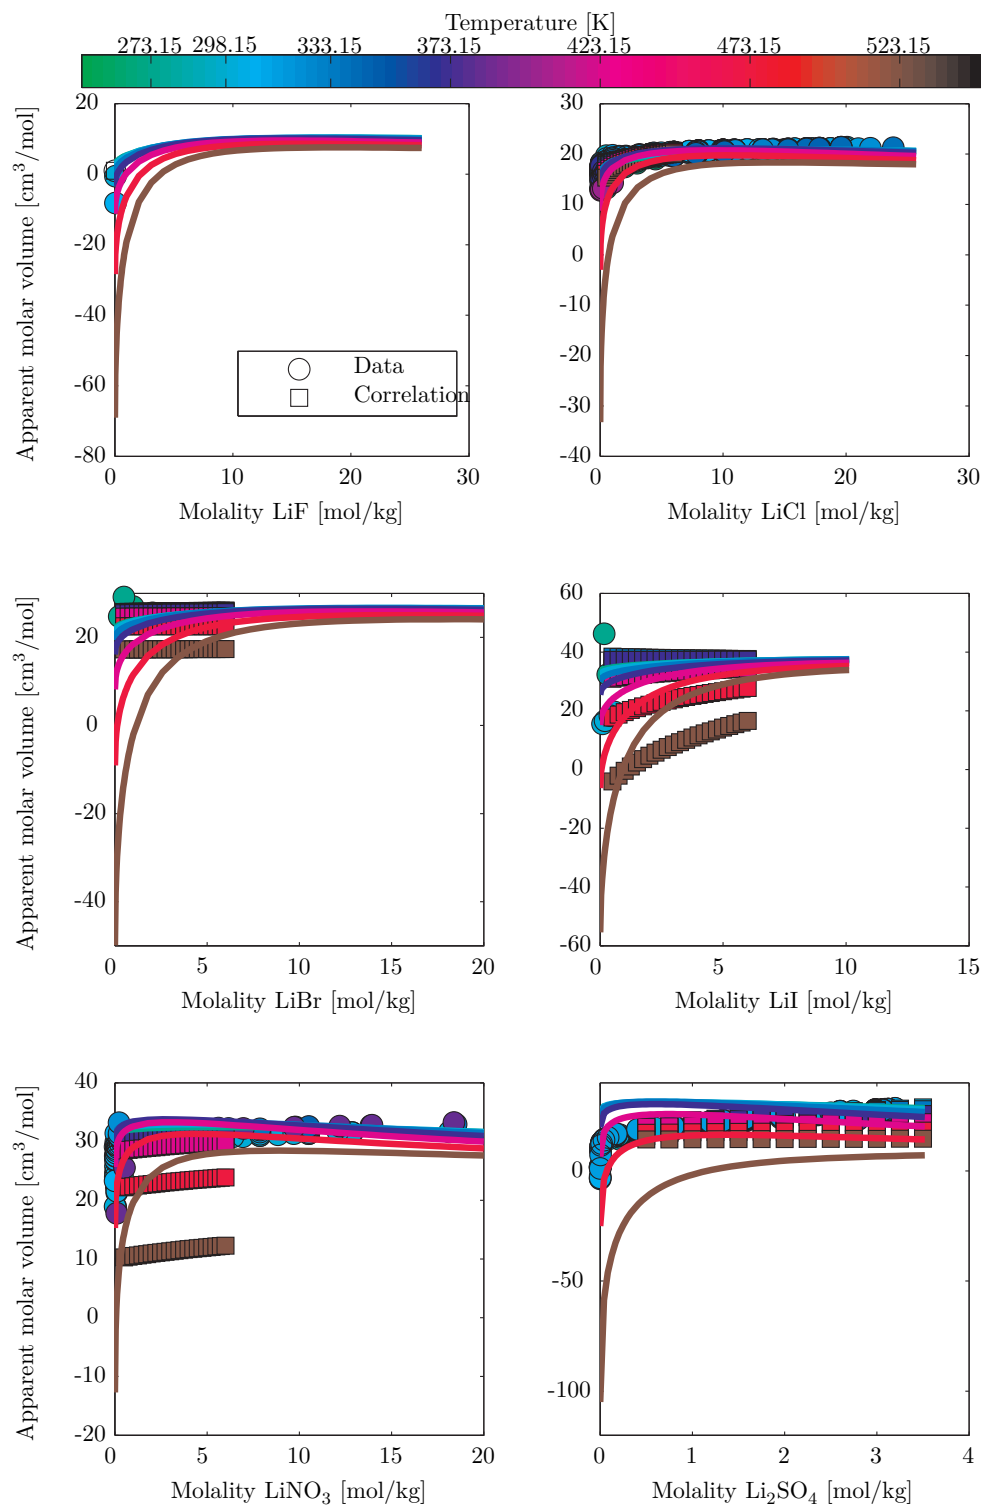 Temperature [K]
273.15 298.15 333.15 373.15 423.15 473.15 523.15
Apparent molar volume [cm³/mol]
20
0
-20
-40
-60
-80
0 10 20 30
Molality LiF [mol/kg]
Data
Correlation
30
20
10
0
-10
-20
-30
-40
0 10 20 30
Molality LiCl [mol/kg]
Apparent molar volume [cm³/mol]
20
0
-20
-40
0 5 10 15 20
Molality LiBr [mol/kg]
60
40
20
0
-20
-40
-60
0 5 10 15
Molality LiI [mol/kg]
Apparent molar volume [cm³/mol]
40
30
20
10
0
-10
-20
0 5 10 15 20
Molality LiNO₃ [mol/kg]
0
-50
-100
0 1 2 3 4
Molality Li₂SO₄ [mol/kg]